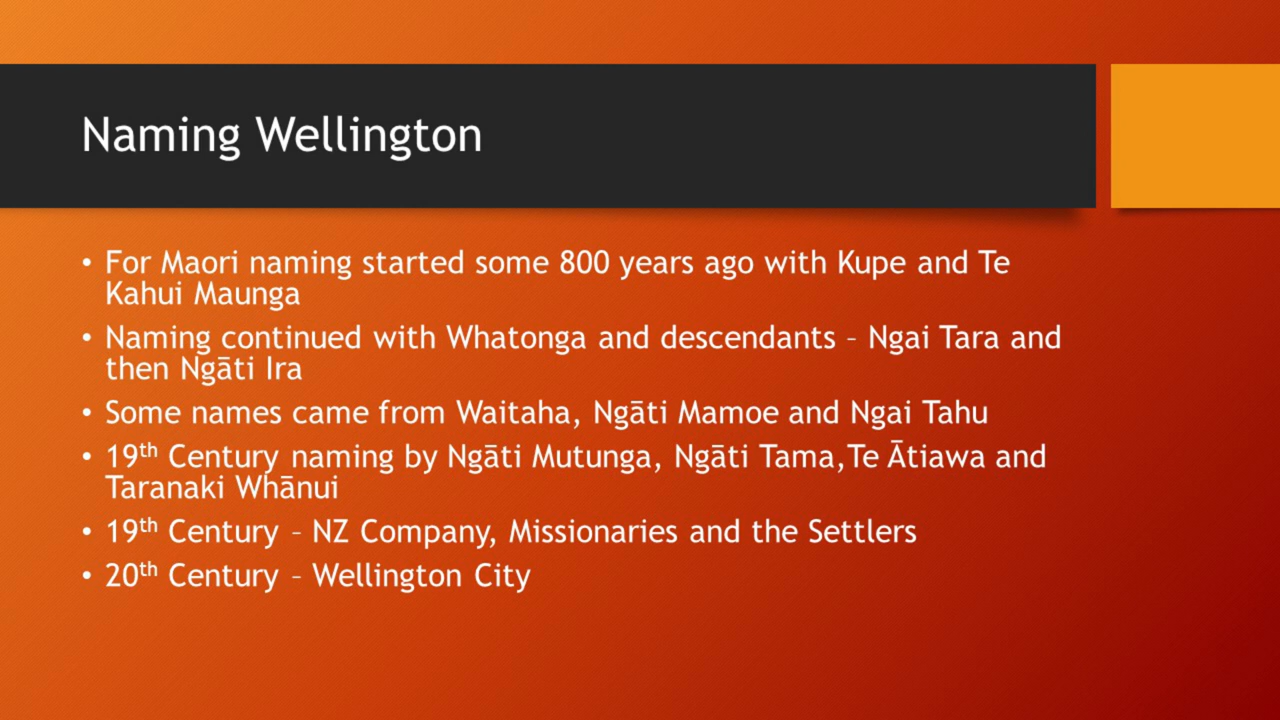 Naming Wellington
• For Maori naming started some 800 years ago with Kupe and Te
Kahui Maunga
• Naming continued with Whatonga and descendants – Ngai Tara and
then Ngāti Ira
• Some names came from Waitaha, Ngāti Mamoe and Ngai Tahu
• 19th Century naming by Ngāti Mutunga, Ngāti Tama,Te Ātiawa and
Taranaki Whānui
• 19th Century – NZ Company, Missionaries and the Settlers
• 20th Century – Wellington City